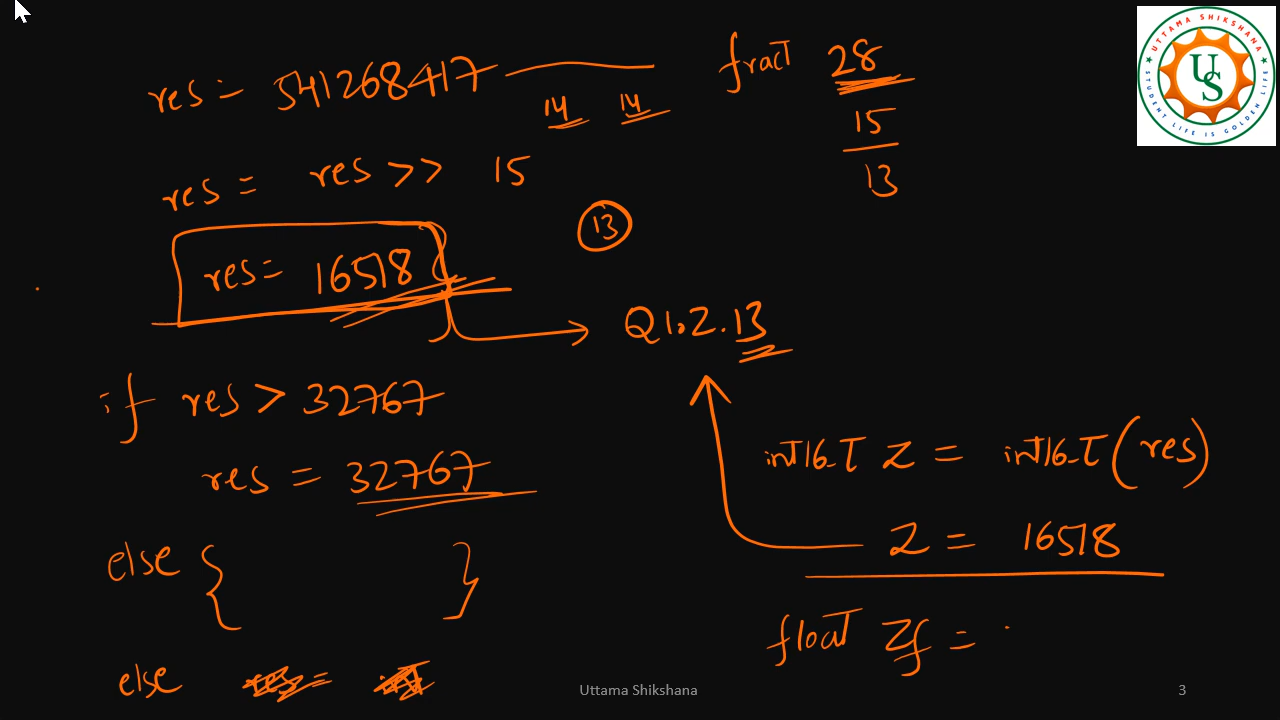 res = 541268417
14 14
fract 28
15
13
res = res >> 15
13
res = 16518
Q1.2.13
if res > 32767
res = 32767
else { }
else
int16_T Z = int16_T (res)
Z = 16518
float Zf =
UTTAMA SHIKSHANA
US
STUDENT LIFE IS GOLDEN LIFE
Uttama Shikshana
3